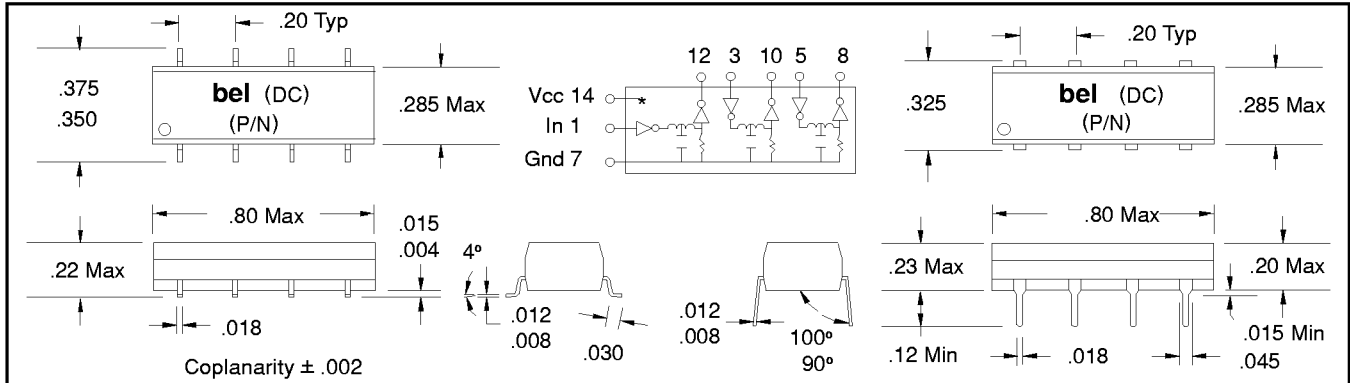 .20 Typ
.375
.350
bel (DC)
(P/N)
.285 Max
12 3 10 5 8
Vcc 14
*
In 1
Gnd 7
.20 Typ
.325
bel (DC)
(P/N)
.285 Max
.80 Max
.22 Max
.015
.004
.018
Coplanarity ± .002
4º
.012
.008
.030
.012
.008
100º
90º
.80 Max
.23 Max
.20 Max
.12 Min
.018
.015 Min
.045